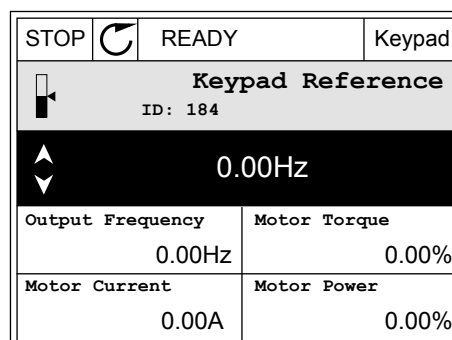 STOP READY Keypad
Keypad Reference
ID: 184
0.00Hz
Output Frequency Motor Torque
0.00Hz 0.00%
Motor Current Motor Power
0.00A 0.00%